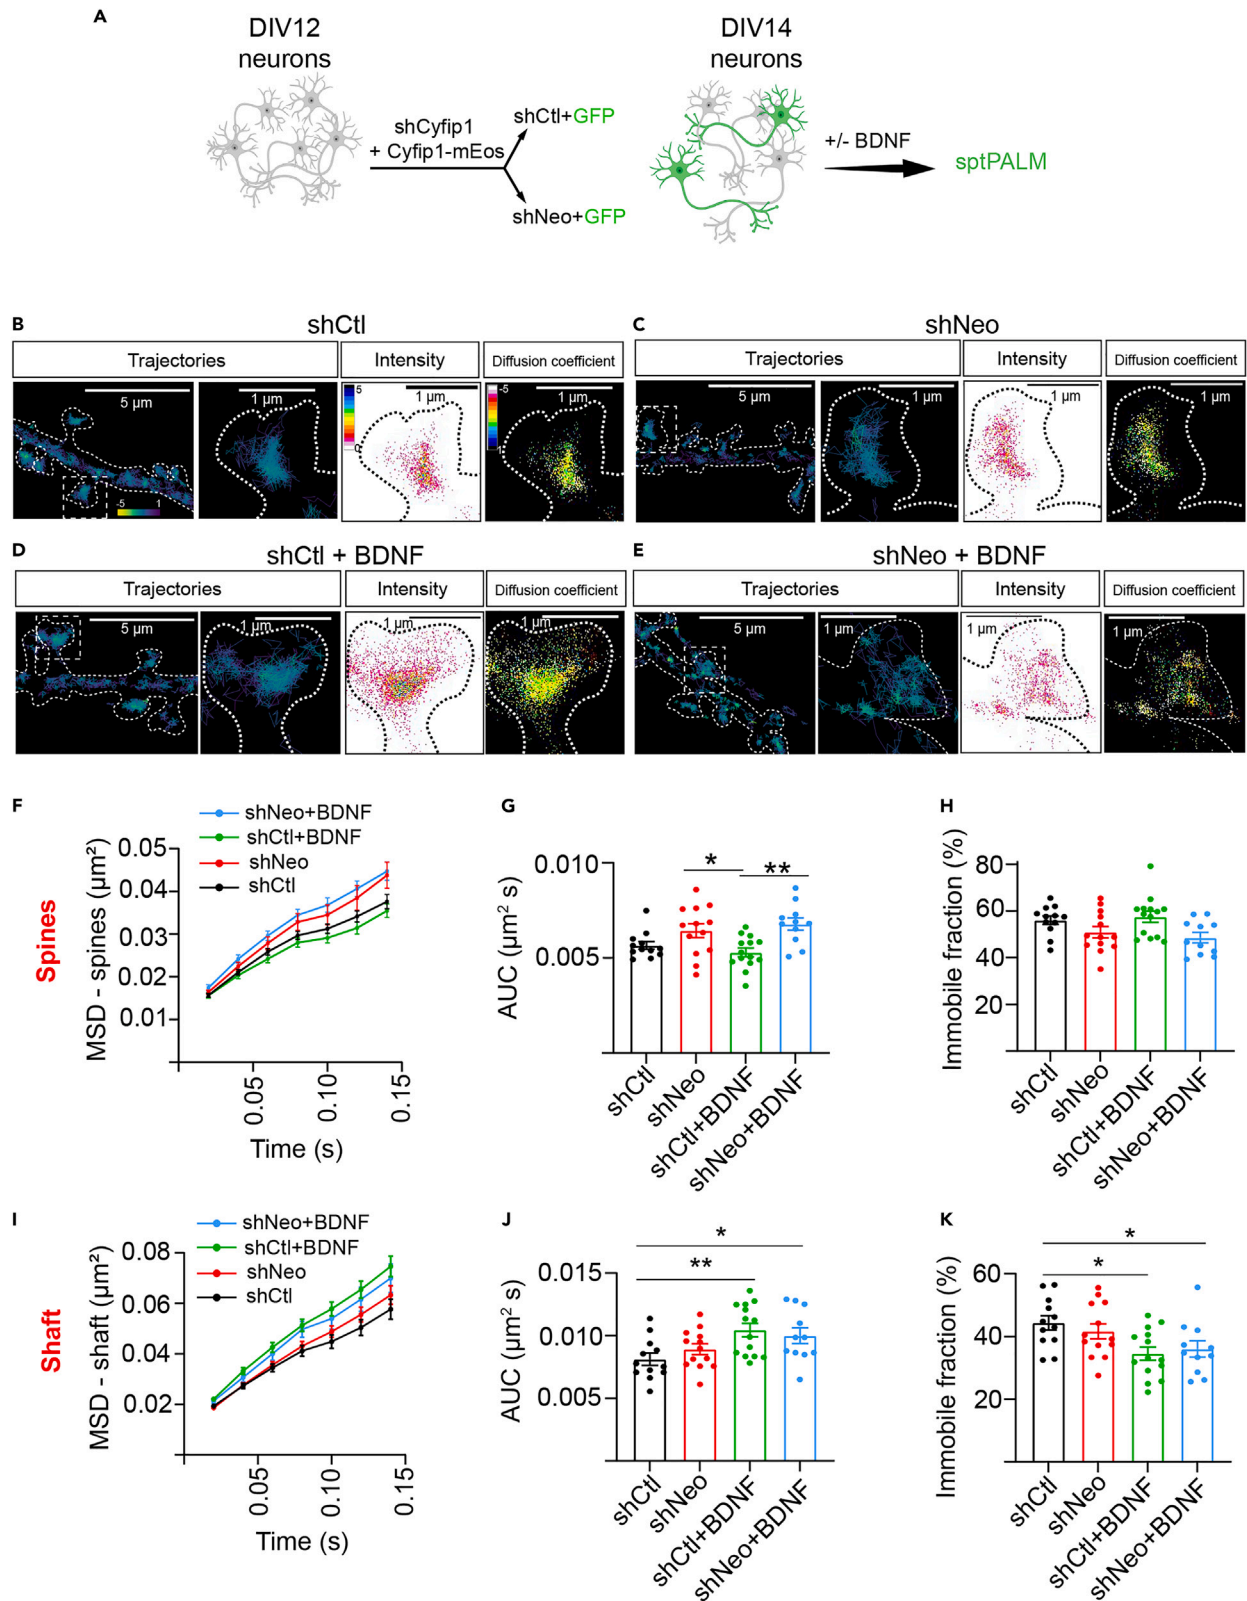 A
DIV12
neurons
shCyfip1
+ Cyfip1-mEos
shCtl+GFP
shNeo+GFP
DIV14
neurons
+/- BDNF
sptPALM
B
shCtl
Trajectories
Intensity
Diffusion coefficient
5 µm
1 µm
1 µm
1 µm
-5
1
5
0
-5
1
C
shNeo
Trajectories
Intensity
Diffusion coefficient
5 µm
1 µm
1 µm
1 µm
D
shCtl + BDNF
Trajectories
Intensity
Diffusion coefficient
5 µm
1 µm
1 µm
1 µm
E
shNeo + BDNF
Trajectories
Intensity
Diffusion coefficient
5 µm
1 µm
1 µm
1 µm
F
Spines
shNeo+BDNF
shCtl+BDNF
shNeo
shCtl
MSD - spines (µm²)
0.05
0.04
0.03
0.02
0.01
0.05
0.10
0.15
Time (s)
G
AUC (µm² s)
0.010
0.005
*
**
shCtl
shNeo
shCtl+BDNF
shNeo+BDNF
H
Immobile fraction (%)
80
60
40
20
shCtl
shNeo
shCtl+BDNF
shNeo+BDNF
I
Shaft
shNeo+BDNF
shCtl+BDNF
shNeo
shCtl
MSD - shaft (µm²)
0.08
0.06
0.04
0.02
0.05
0.10
0.15
Time (s)
J
AUC (µm² s)
0.015
0.010
0.005
*
**
shCtl
shNeo
shCtl+BDNF
shNeo+BDNF
K
Immobile fraction (%)
60
40
20
*
*
shCtl
shNeo
shCtl+BDNF
shNeo+BDNF